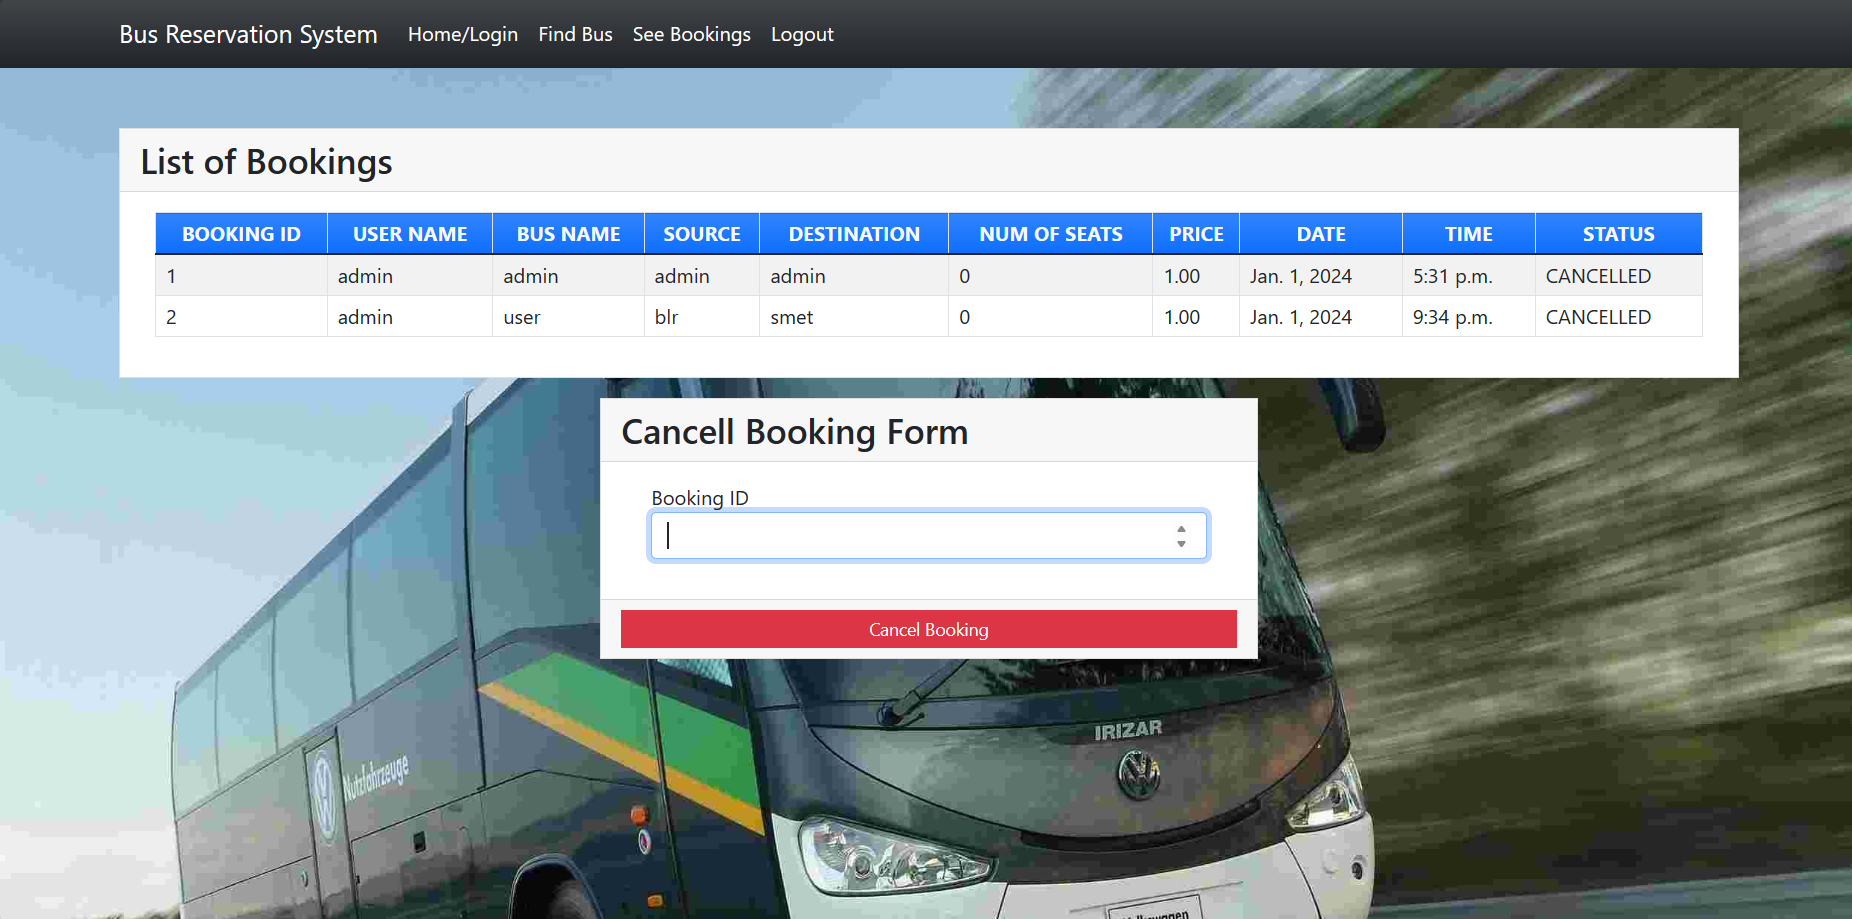 Bus Reservation System Home/Login Find Bus See Bookings Logout
List of Bookings
BOOKING ID USER NAME BUS NAME SOURCE DESTINATION NUM OF SEATS PRICE DATE TIME STATUS
1 admin admin admin admin 0 1.00 Jan. 1, 2024 5:31 p.m. CANCELLED
2 admin user blr smet 0 1.00 Jan. 1, 2024 9:34 p.m. CANCELLED
Cancell Booking Form
Booking ID
Cancel Booking
IRIZAR
Nutzfahrzeuge